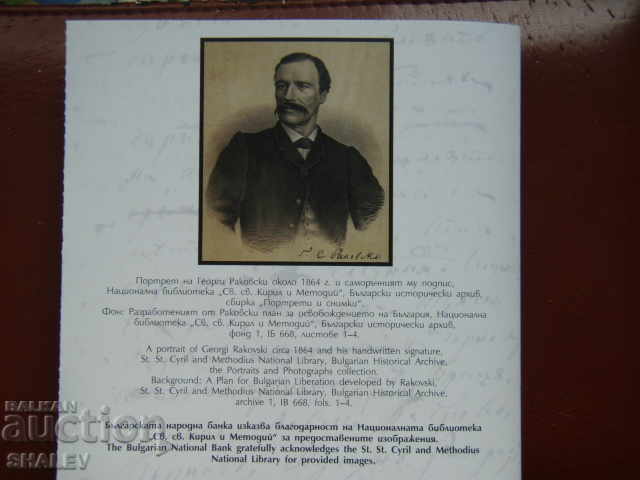 Г. С. Раковски
Портрет на Георги Раковски около 1864 г. и саморъчният му подпис,
Национална библиотека „Св. св. Кирил и Методий“, Български исторически архив,
сбирка „Портрети и снимки“.
Фон: Разработеният от Раковски план за освобождението на България, Национална
библиотека „Св. св. Кирил и Методий“, Български исторически архив,
фонд 1, IБ 668, листове 1–4.
A portrait of Georgi Rakovski circa 1864 and his handwritten signature,
St. St. Cyril and Methodius National Library, Bulgarian Historical Archive,
the Portraits and Photographs collection.
Background: A Plan for Bulgarian Liberation developed by Rakovski,
St. St. Cyril and Methodius National Library, Bulgarian Historical Archive,
archive 1, IB 668, fols. 1–4.
Българската народна банка изказва благодарност на Националната библиотека
„Св. св. Кирил и Методий“ за предоставените изображения.
The Bulgarian National Bank gratefully acknowledges the St. St. Cyril and Methodius
National Library for provided images.
BALKAN
auction
SHALEV